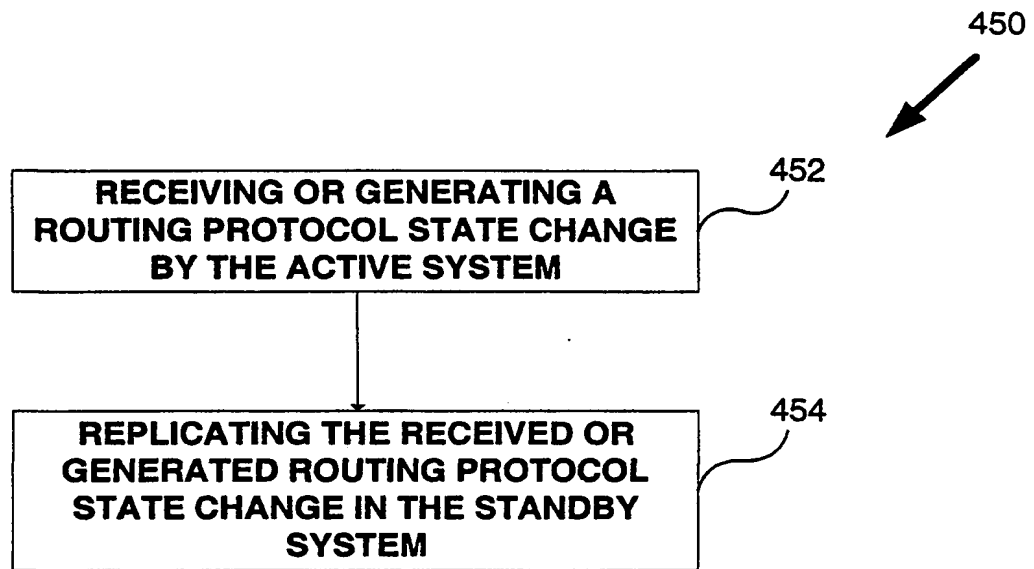 450
452
RECEIVING OR GENERATING A
ROUTING PROTOCOL STATE CHANGE
BY THE ACTIVE SYSTEM
454
REPLICATING THE RECEIVED OR
GENERATED ROUTING PROTOCOL
STATE CHANGE IN THE STANDBY
SYSTEM